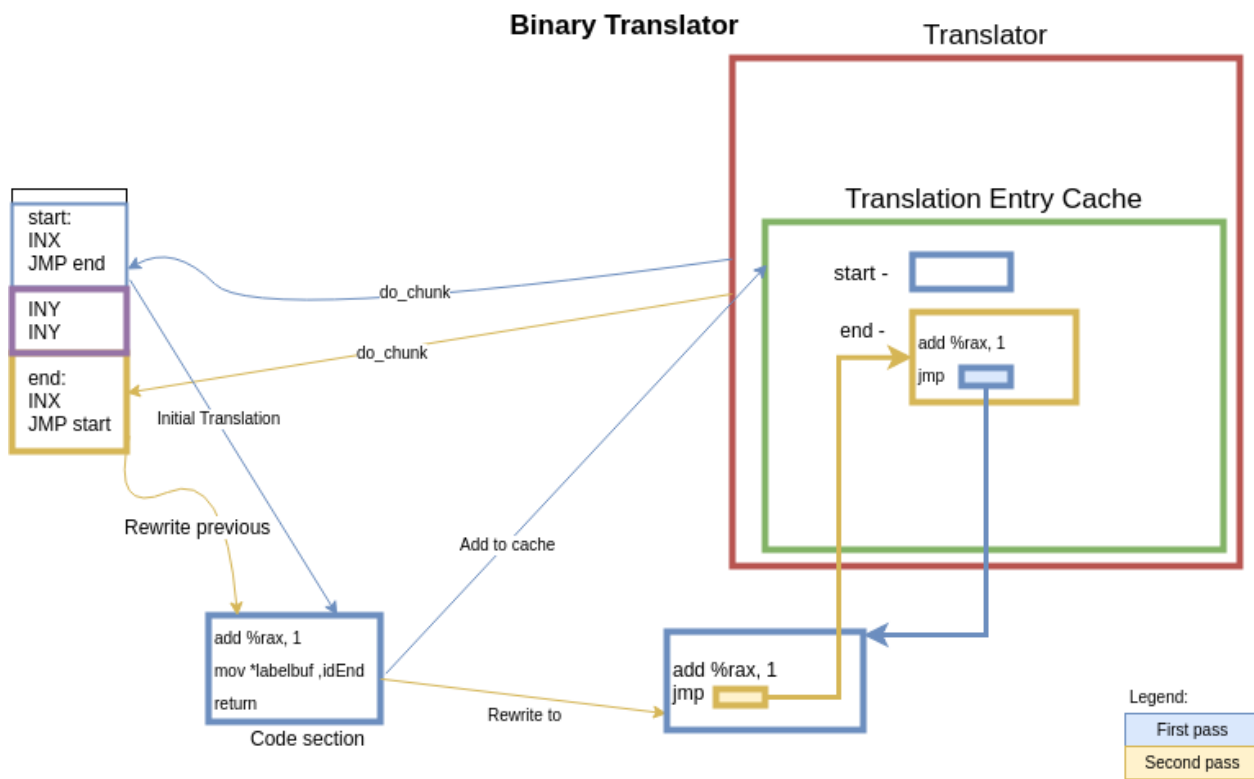 Binary Translator
Translator
Translation Entry Cache
start:
INX
JMP end
INY
INY
end:
INX
JMP start
do_chunk
do_chunk
Initial Translation
Rewrite previous
Add to cache
start -
end -
add %rax, 1
jmp
add %rax, 1
mov *labelbuf ,idEnd
return
Code section
Rewrite to
add %rax, 1
jmp
Legend:
First pass
Second pass